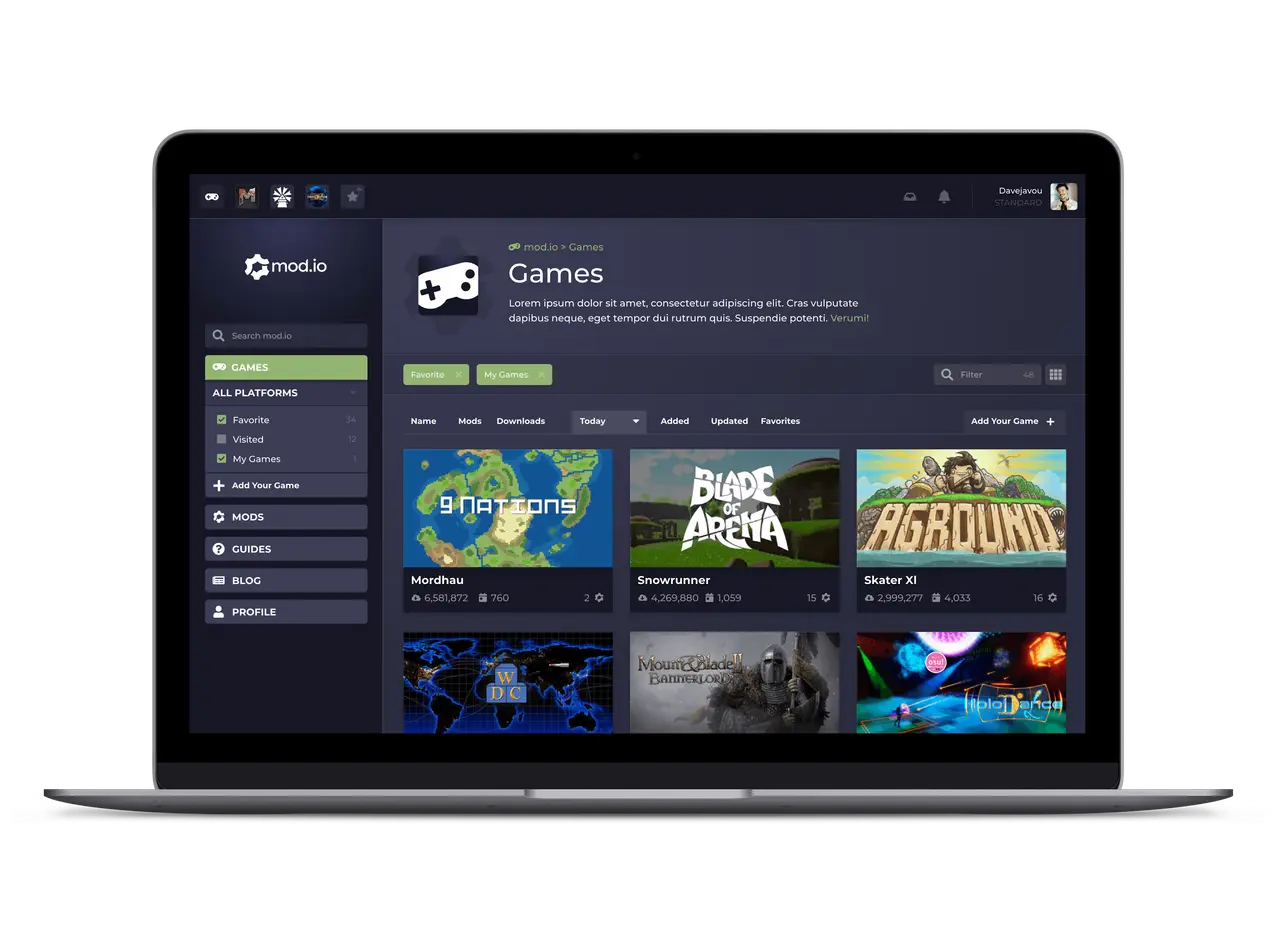 Davejavou
STANDARD
mod.io
mod.io > Games
Games
Lorem ipsum dolor sit amet, consectetur adipiscing elit. Cras vulputate
dapibus neque, eget tempor dui rutrum quis. Suspendie potenti. Verumi!
Search mod.io
GAMES
ALL PLATFORMS
Favorite 34
Visited 12
My Games 1
Add Your Game
MODS
GUIDES
BLOG
PROFILE
Favorite
My Games
Filter 48
Name Mods Downloads Today Added Updated Favorites Add Your Game +
9 NATIONS
Mordhau
6,581,872 760 2
BLADE
OF
ARENA
Snowrunner
4,269,880 1,059 15
AGROUND
Skater Xl
2,999,277 4,033 16
W
D C
MOUNT & BLADE II
BANNERLORD
osu!
HoloDance